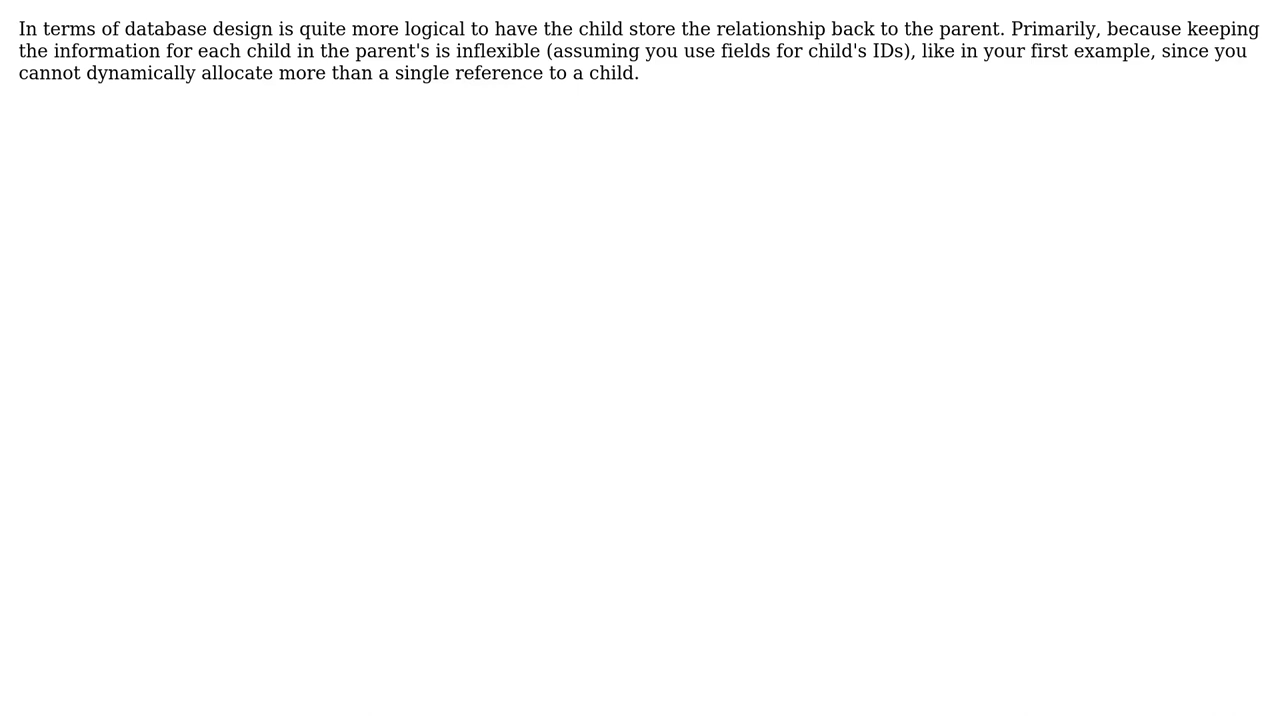 In terms of database design is quite more logical to have the child store the relationship back to the parent. Primarily, because keeping
the information for each child in the parent's is inflexible (assuming you use fields for child's IDs), like in your first example, since you
cannot dynamically allocate more than a single reference to a child.